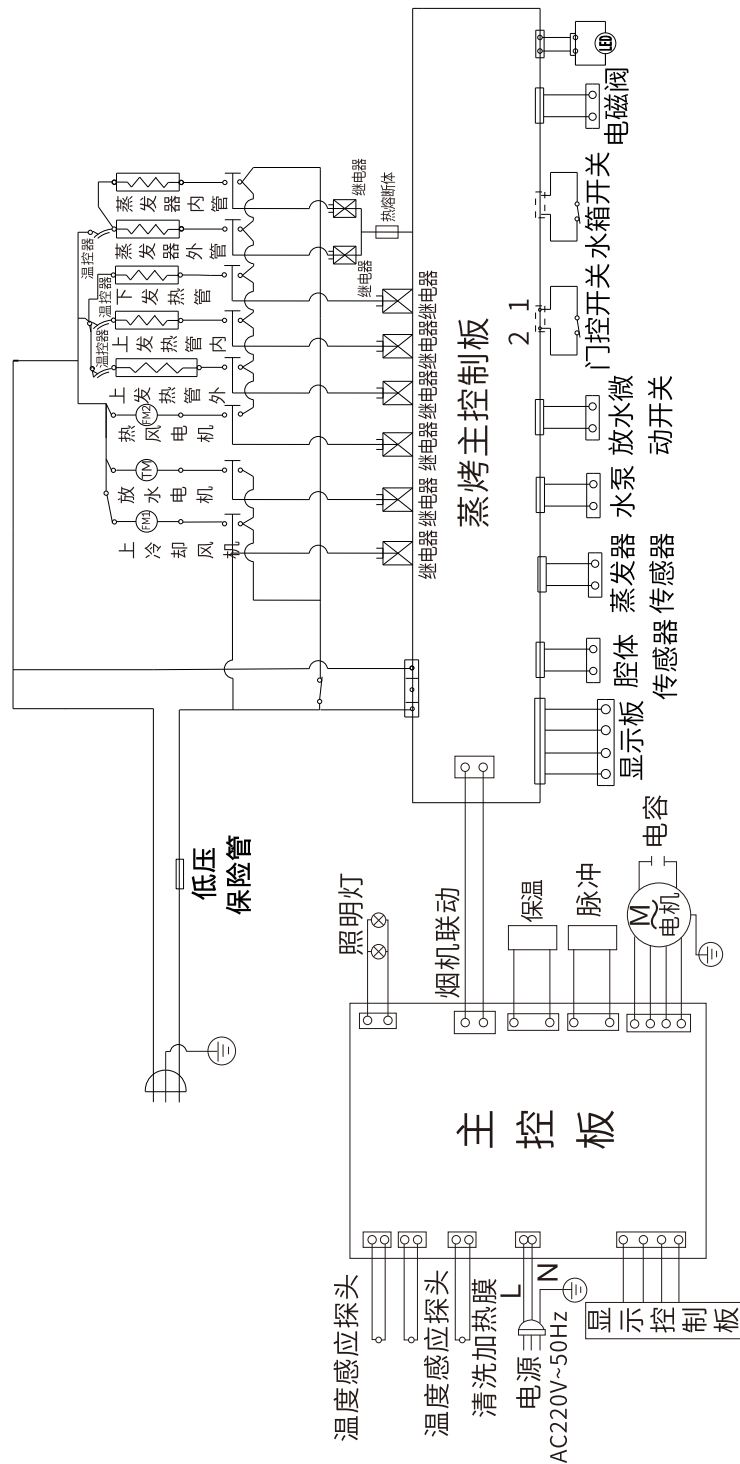 LED
电磁阀
水箱开关
门控开关
2 1
放水微
动开关
水泵
蒸发器
传感器
腔体
传感器
显示板
蒸烤主控制板
继电器
继电器
热熔断体
继电器
继电器
继电器
继电器
继电器
继电器
蒸发器内管
蒸发器外管
下发热管
上发热管内
上发热管外
热风电机
放水电机
上冷却风机
温控器
温控器
温控器
FM2
TM
FM1
低压
保险管
照明灯
烟机联动
保温
脉冲
M
~
电机
电容
主控板
温度感应探头
温度感应探头
清洗加热膜
L
N
电源
AC220V~50Hz
显示控制板